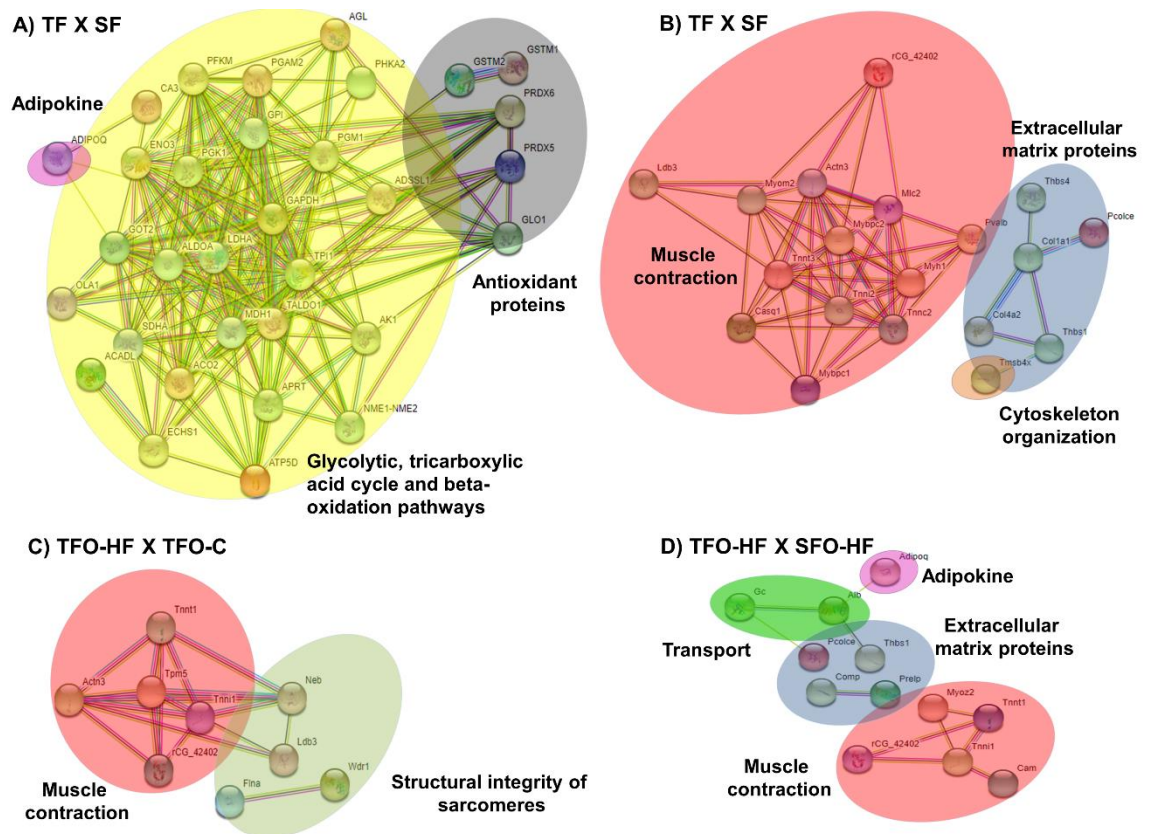 A) TF X SF
AGL
PFKM
PGAM2
GSTM1
GSTM2
PHKA2
CA3
Adipokine
PRDX6
GPI
ADIPOQ
ENO3
PGK1
PGM1
PRDX5
ADSSL1
GAPDH
GLO1
GOT2
ALDOA
LDHA
TPI1
Antioxidant
proteins
OLA1
TALDO1
MDH1
SDHA
AK1
ACADL
ACO2
APRT
NME1-NME2
ECHS1
ATP5D
Glycolytic, tricarboxylic
acid cycle and beta-
oxidation pathways
B) TF X SF
rCG_42402
Extracellular
matrix proteins
Ldb3
Actn3
Thbs4
Myom2
Mlc2
Mybpc2
Pvalb
Pcolce
Col1a1
Muscle
contraction
Tnnt3
Myh1
Tnni2
Casq1
Tnnc2
Col4a2
Thbs1
Tmsb4x
Mybpc1
Cytoskeleton
organization
C) TFO-HF X TFO-C
Tnnt1
Actn3
Tpm5
Neb
Tnni1
rCG_42402
Ldb3
Flna
Wdr1
Muscle
contraction
Structural integrity of
sarcomeres
D) TFO-HF X SFO-HF
Adipoq
Adipokine
Gc
Alb
Transport
Pcolce
Thbs1
Extracellular
matrix proteins
Comp
Prelp
Myoz2
Tnnt1
rCG_42402
Tnni1
Cam
Muscle
contraction